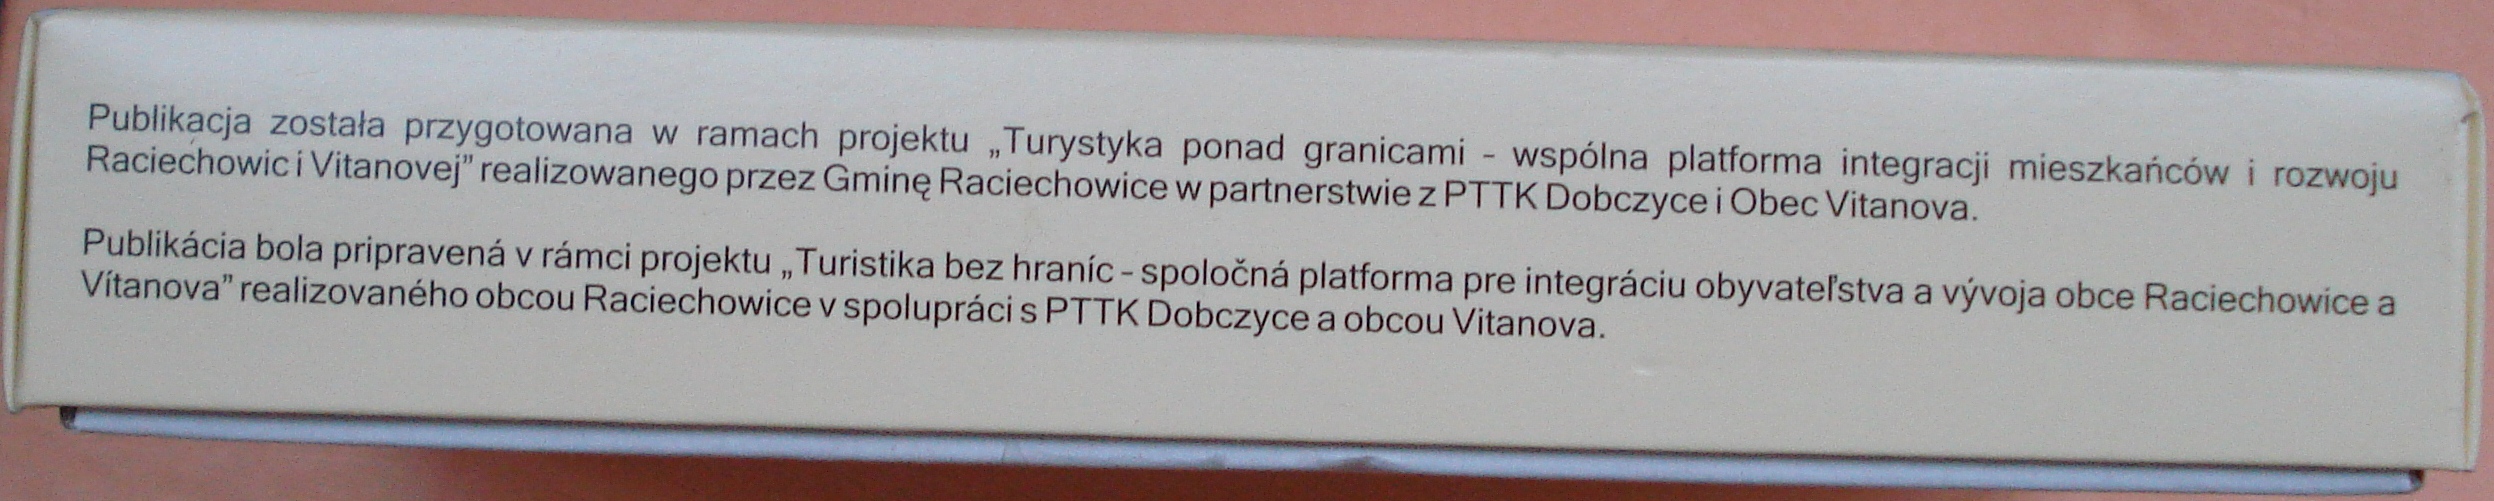 Publikacja została przygotowana w ramach projektu „Turystyka ponad granicami - wspólna platforma integracji mieszkańców i rozwoju
Raciechowic i Vitanovej” realizowanego przez Gminę Raciechowice w partnerstwie z PTTK Dobczyce i Obec Vitanova.
Publikácia bola pripravená v rámci projektu „Turistika bez hraníc - spoločná platforma pre integráciu obyvateľstva a vývoja obce Raciechowice a
Vítanova” realizovaného obcou Raciechowice v spolupráci s PTTK Dobczyce a obcou Vitanova.